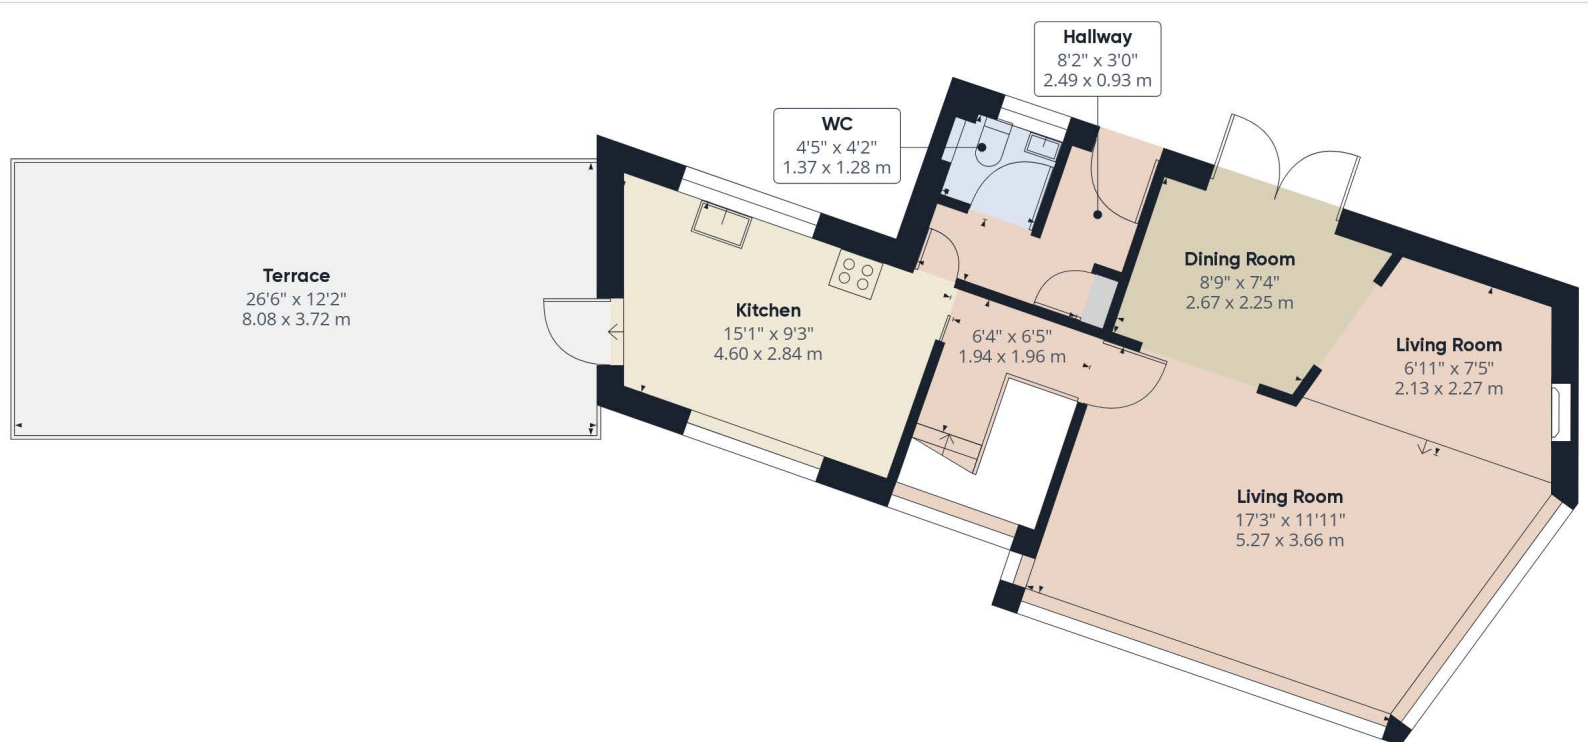 Hallway
8'2" x 3'0"
2.49 x 0.93 m
WC
4'5" x 4'2"
1.37 x 1.28 m
Terrace
26'6" x 12'2"
8.08 x 3.72 m
Kitchen
15'1" x 9'3"
4.60 x 2.84 m
6'4" x 6'5"
1.94 x 1.96 m
Dining Room
8'9" x 7'4"
2.67 x 2.25 m
Living Room
6'11" x 7'5"
2.13 x 2.27 m
Living Room
17'3" x 11'11"
5.27 x 3.66 m